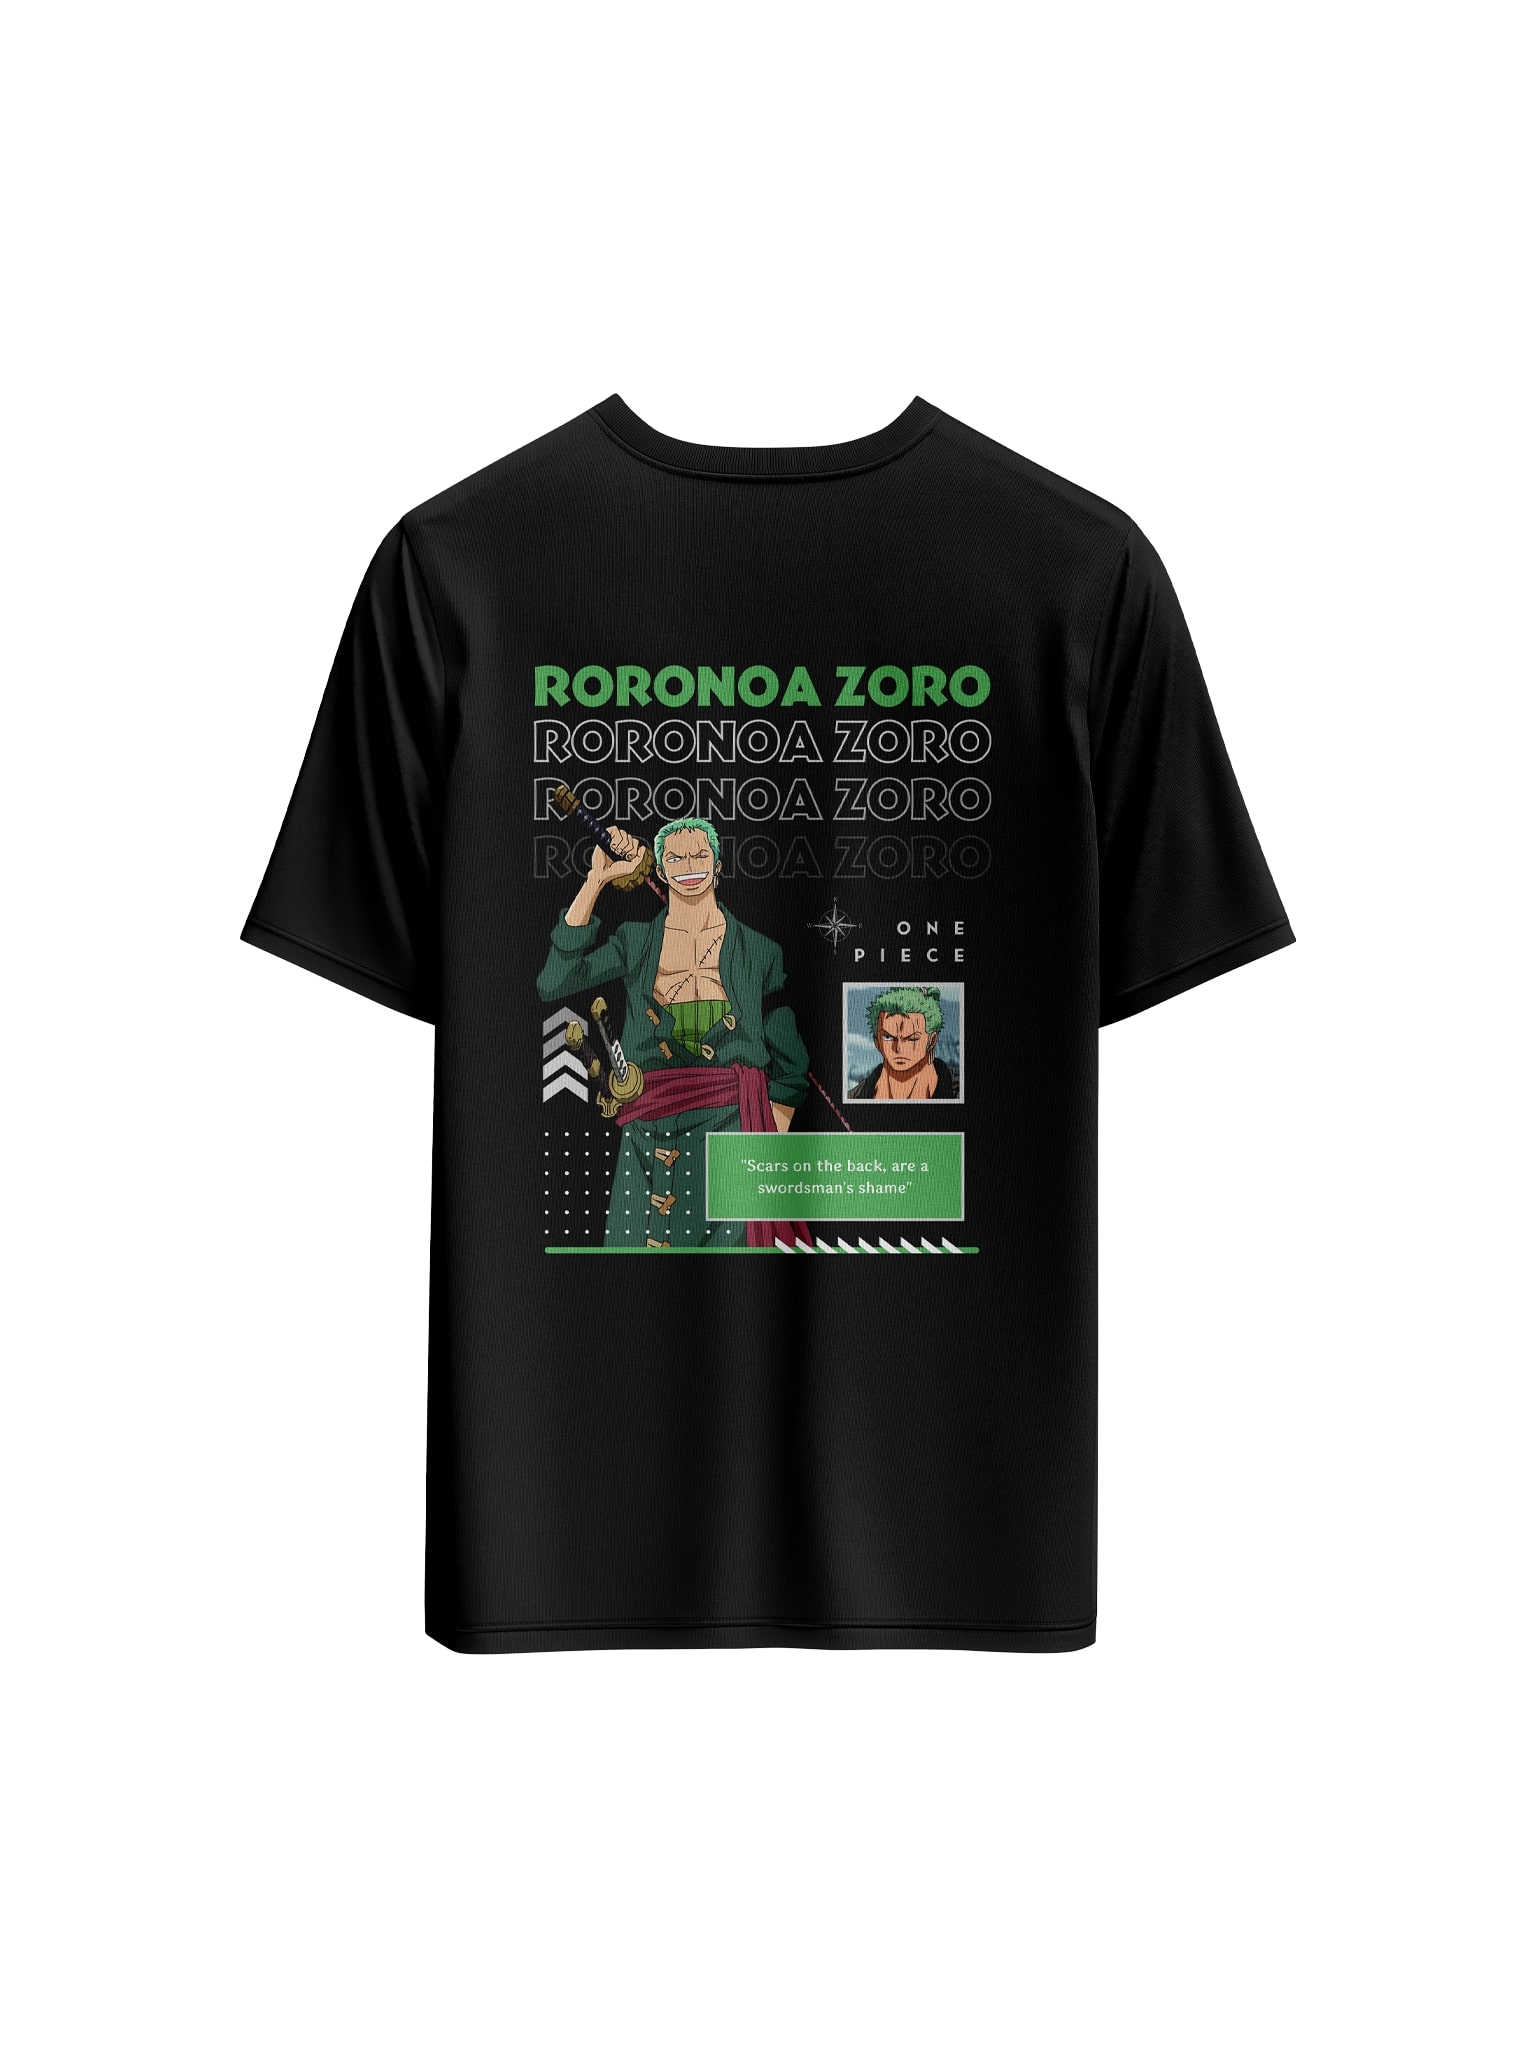 RORONOA ZORO
RORONOA ZORO
RORONOA ZORO
RORONOA ZORO
N
W E
S
ONE
PIECE
"Scars on the back, are a
swordsman's shame"